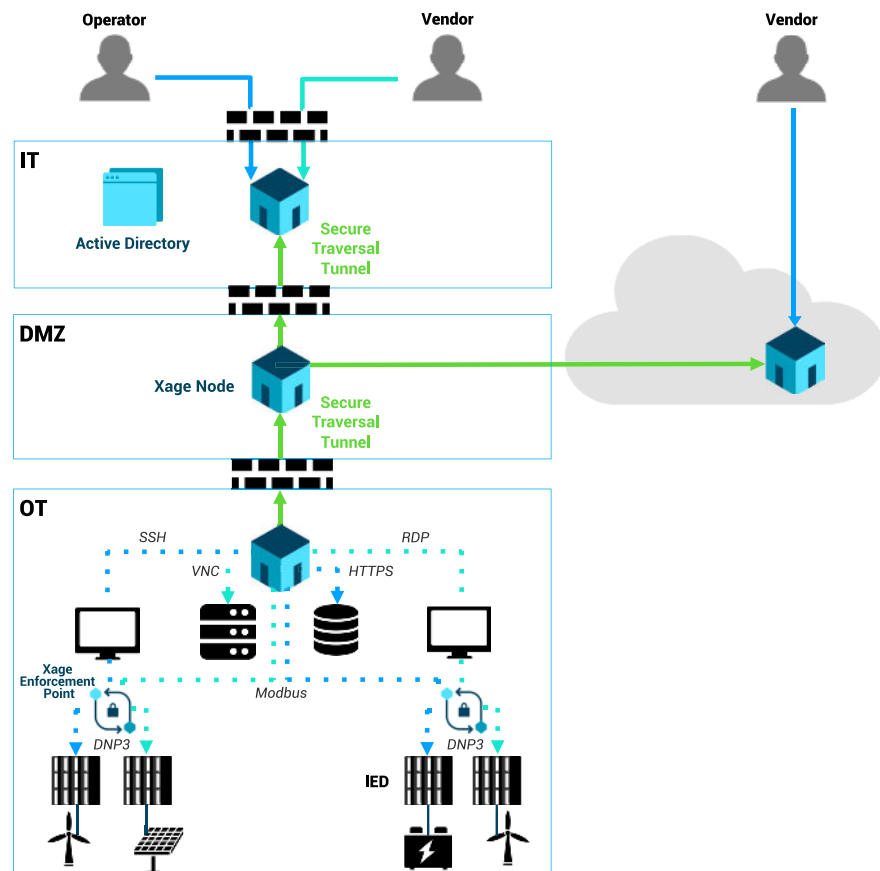 Operator
Vendor
Vendor
IT
Active Directory
Secure
Traversal
Tunnel
DMZ
Xage Node
Secure
Traversal
Tunnel
OT
SSH
RDP
VNC
HTTPS
Xage
Enforcement
Point
Modbus
DNP3
DNP3
IED